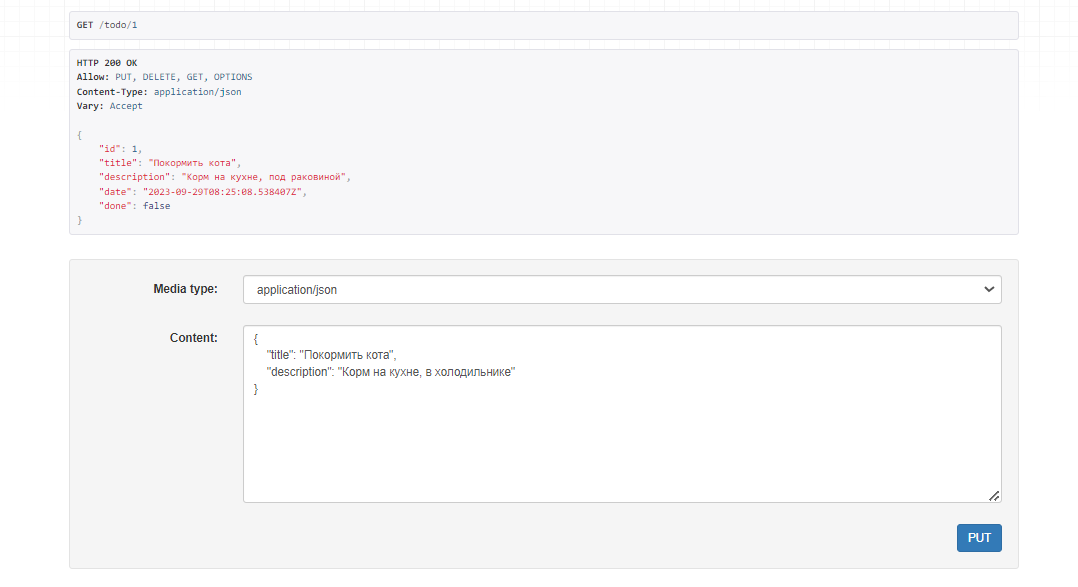 GET /todo/1
HTTP 200 OK
Allow: PUT, DELETE, GET, OPTIONS
Content-Type: application/json
Vary: Accept
{
"id": 1,
"title": "Покормить кота",
"description": "Корм на кухне, под раковиной",
"date": "2023-09-29T08:25:08.538407Z",
"done": false
}
Media type: application/json
Content: {
"title": "Покормить кота",
"description": "Корм на кухне, в холодильнике"
}
PUT